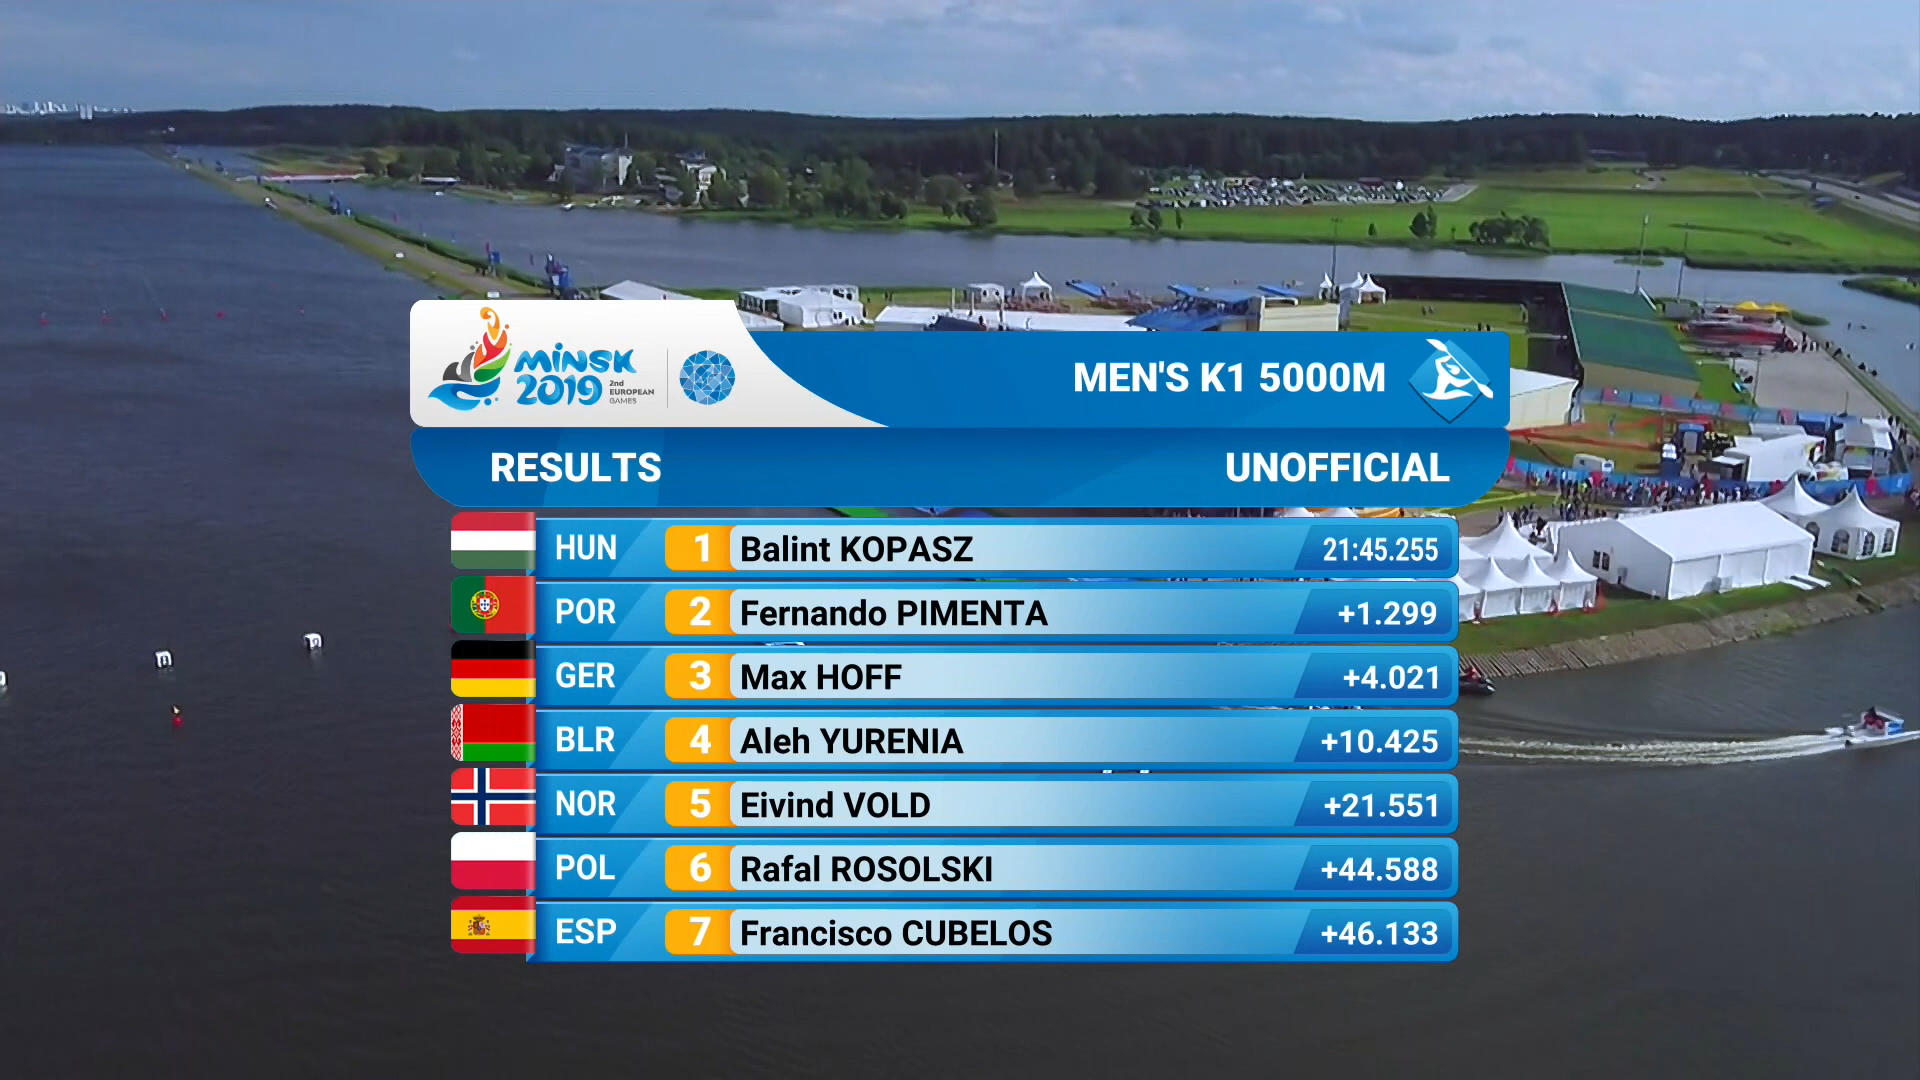 MINSK
2019
2nd
EUROPEAN
GAMES
MEN'S K1 5000M
RESULTS UNOFFICIAL
HUN 1 Balint KOPASZ 21:45.255
POR 2 Fernando PIMENTA +1.299
GER 3 Max HOFF +4.021
BLR 4 Aleh YURENIA +10.425
NOR 5 Eivind VOLD +21.551
POL 6 Rafal ROSOLSKI +44.588
ESP 7 Francisco CUBELOS +46.133